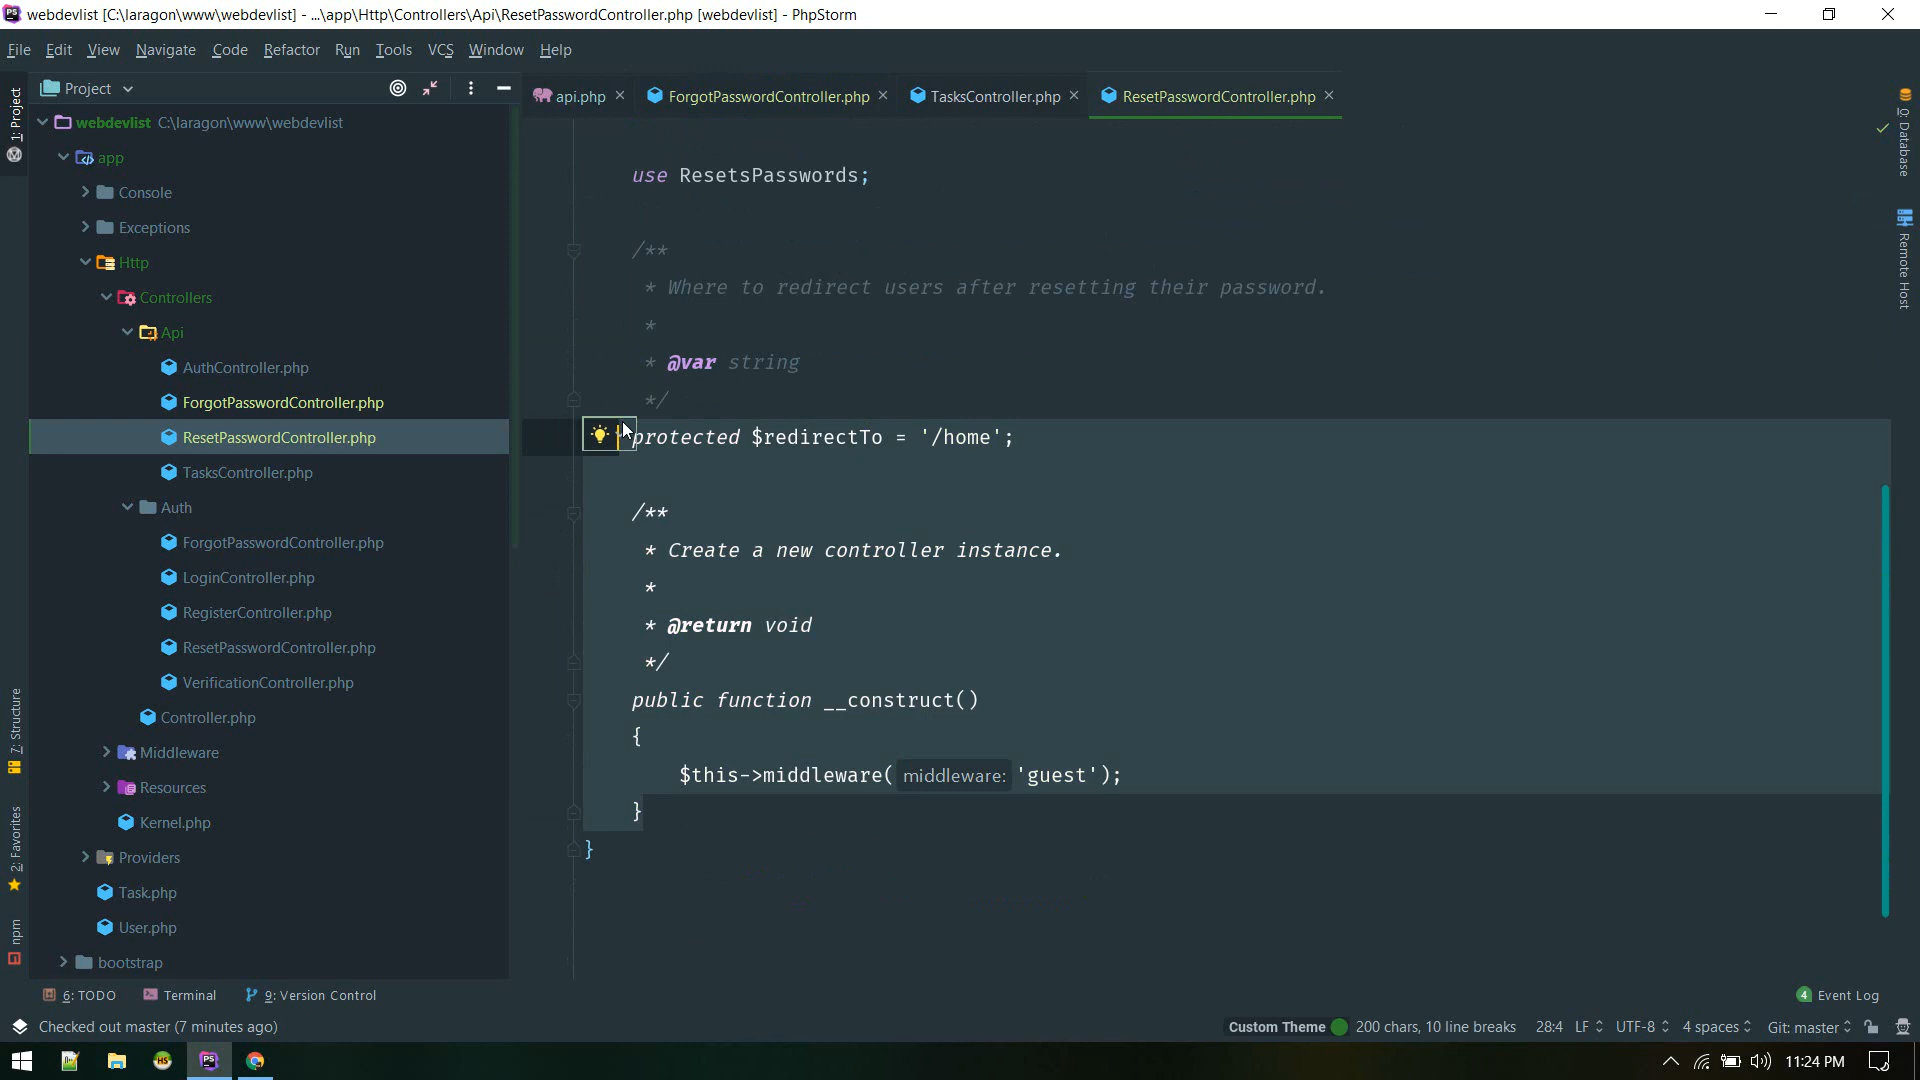 webdevlist [C:\laragon\www\webdevlist] - ...\app\Http\Controllers\Api\ResetPasswordController.php [webdevlist] - PhpStorm
File Edit View Navigate Code Refactor Run Tools VCS Window Help
Project
api.php
ForgotPasswordController.php
TasksController.php
ResetPasswordController.php
1: Project
webdevlist C:\laragon\www\webdevlist
app
Console
Exceptions
Http
Controllers
Api
AuthController.php
ForgotPasswordController.php
ResetPasswordController.php
TasksController.php
Auth
ForgotPasswordController.php
LoginController.php
RegisterController.php
ResetPasswordController.php
VerificationController.php
Controller.php
Middleware
Resources
Kernel.php
Providers
Task.php
User.php
bootstrap
7: Structure
2: Favorites
npm
use ResetsPasswords;
/**
* Where to redirect users after resetting their password.
*
* @var string
*/
protected $redirectTo = '/home';
/**
* Create a new controller instance.
*
* @return void
*/
public function __construct()
{
$this->middleware( middleware: 'guest');
}
}
0: Database
Remote Host
6: TODO
Terminal
9: Version Control
4 Event Log
Checked out master (7 minutes ago)
Custom Theme 200 chars, 10 line breaks 28:4 LF UTF-8 4 spaces Git: master
PS
11:24 PM